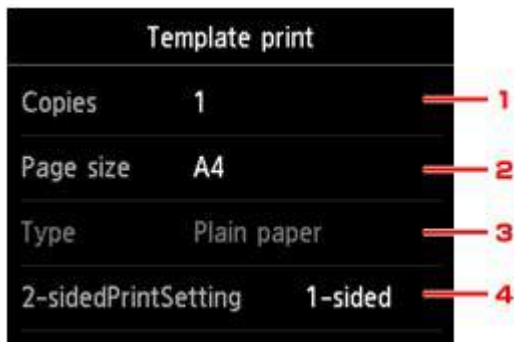 Template print
Copies 1 1
Page size A4 2
Type Plain paper 3
2-sidedPrintSetting 1-sided 4